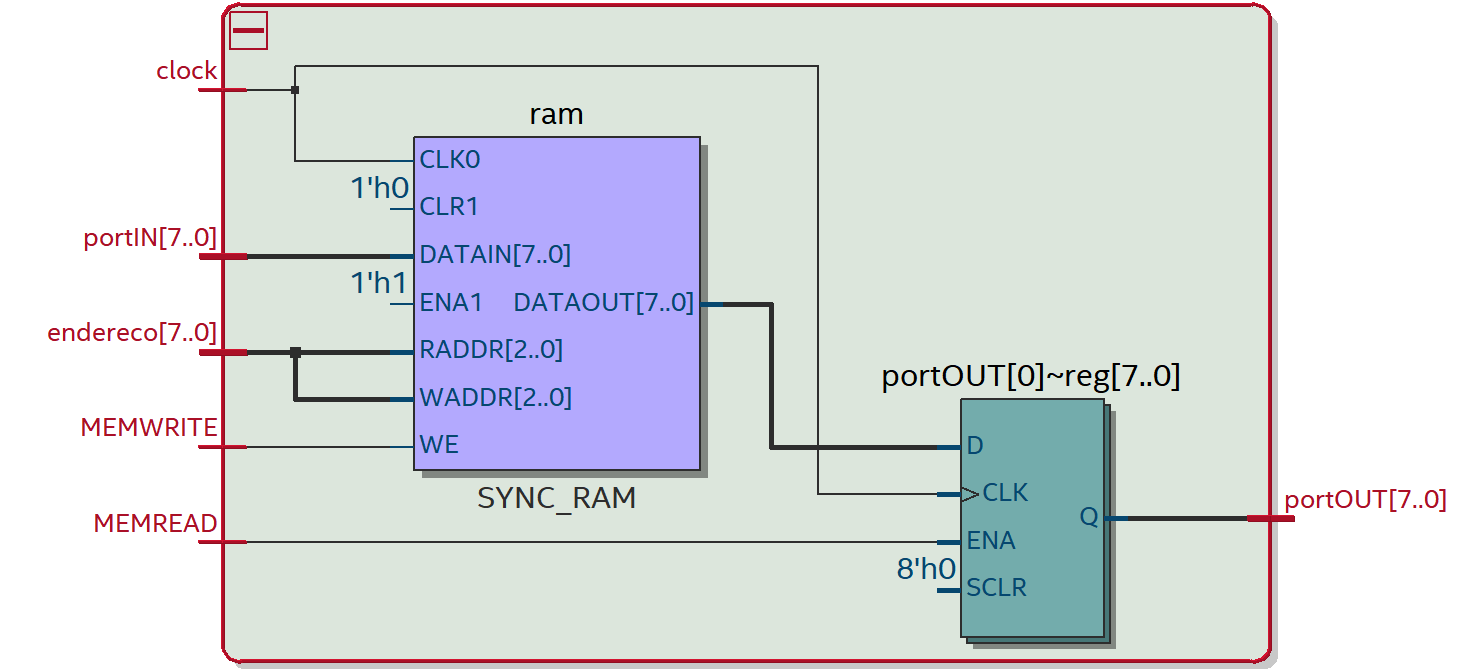 clock
ram
CLK0
1'h0
CLR1
portIN[7..0]
DATAIN[7..0]
1'h1
ENA1 DATAOUT[7..0]
endereco[7..0]
RADDR[2..0]
WADDR[2..0]
MEMWRITE
WE
SYNC_RAM
MEMREAD
portOUT[0]~reg[7..0]
D
CLK
Q
ENA
8'h0
SCLR
portOUT[7..0]